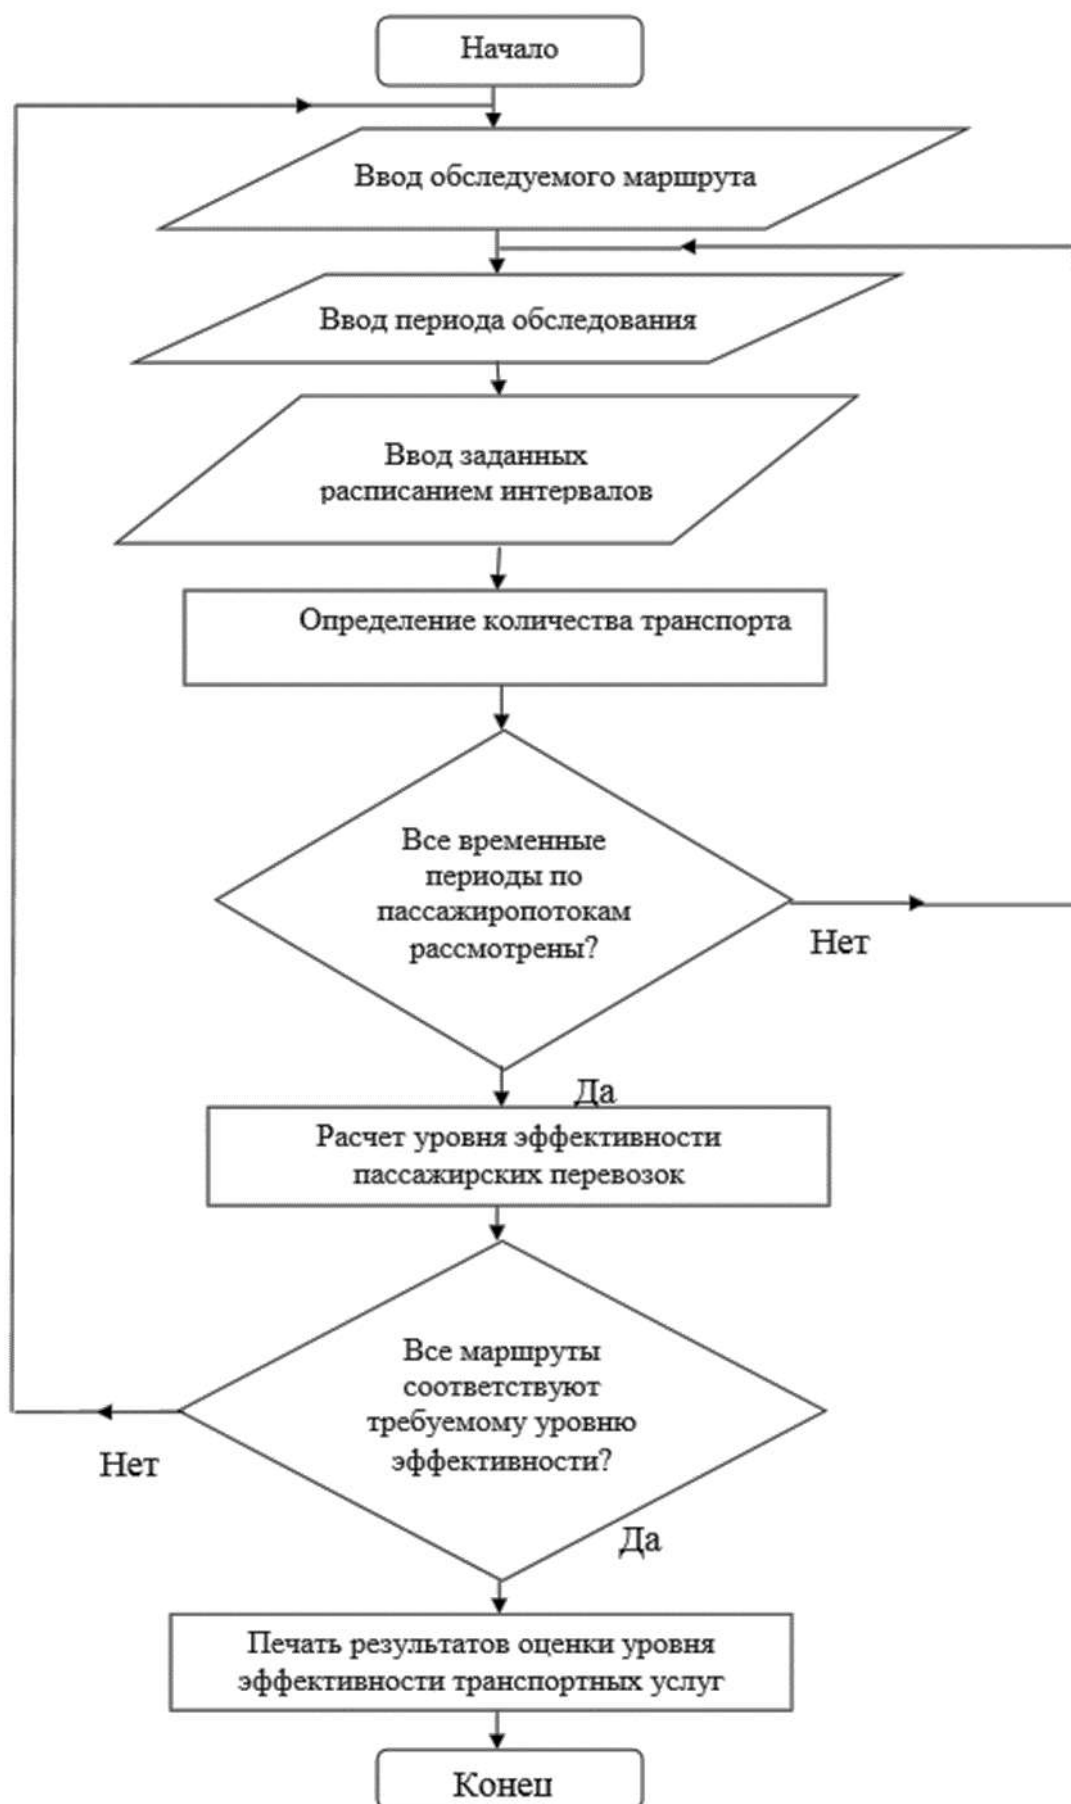 Начало
Ввод обследуемого маршрута
Ввод периода обследования
Ввод заданных
расписанием интервалов
Определение количества транспорта
Все временные
периоды по
пассажиропотокам
рассмотрены?
Нет
Да
Расчет уровня эффективности
пассажирских перевозок
Все маршруты
соответствуют
требуемому уровню
эффективности?
Нет
Да
Печать результатов оценки уровня
эффективности транспортных услуг
Конец